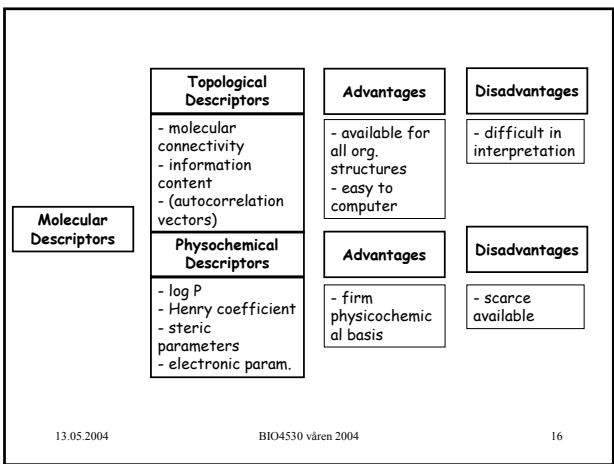 Topological
Descriptors
- molecular
connectivity
- information
content
- (autocorrelation
vectors)
Advantages
- available for
all org.
structures
- easy to
computer
Disadvantages
- difficult in
interpretation
Molecular
Descriptors
Physochemical
Descriptors
- log P
- Henry coefficient
- steric
parameters
- electronic param.
Advantages
- firm
physicochemic
al basis
Disadvantages
- scarce
available
13.05.2004
BIO4530 våren 2004
16